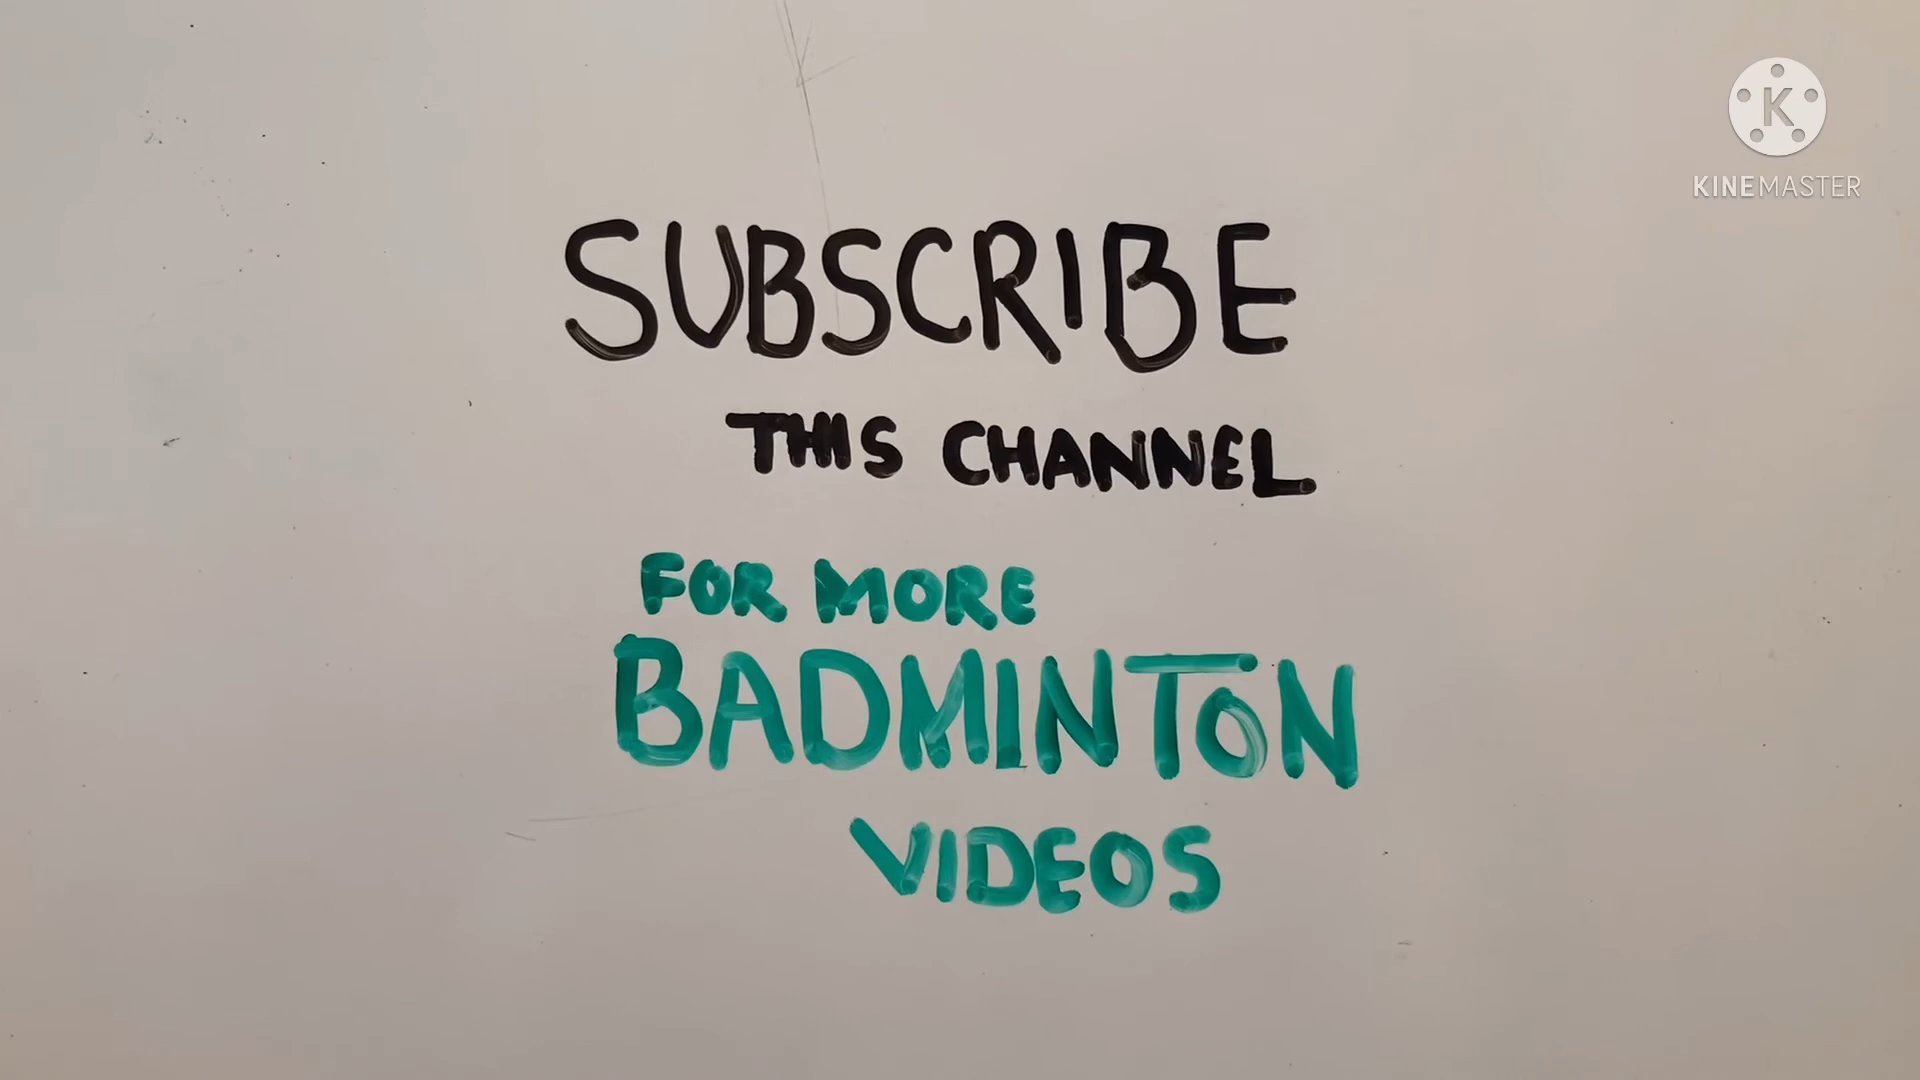 K
KINEMASTER
SUBSCRIBE
THIS CHANNEL
FOR MORE
BADMINTON
VIDEOS